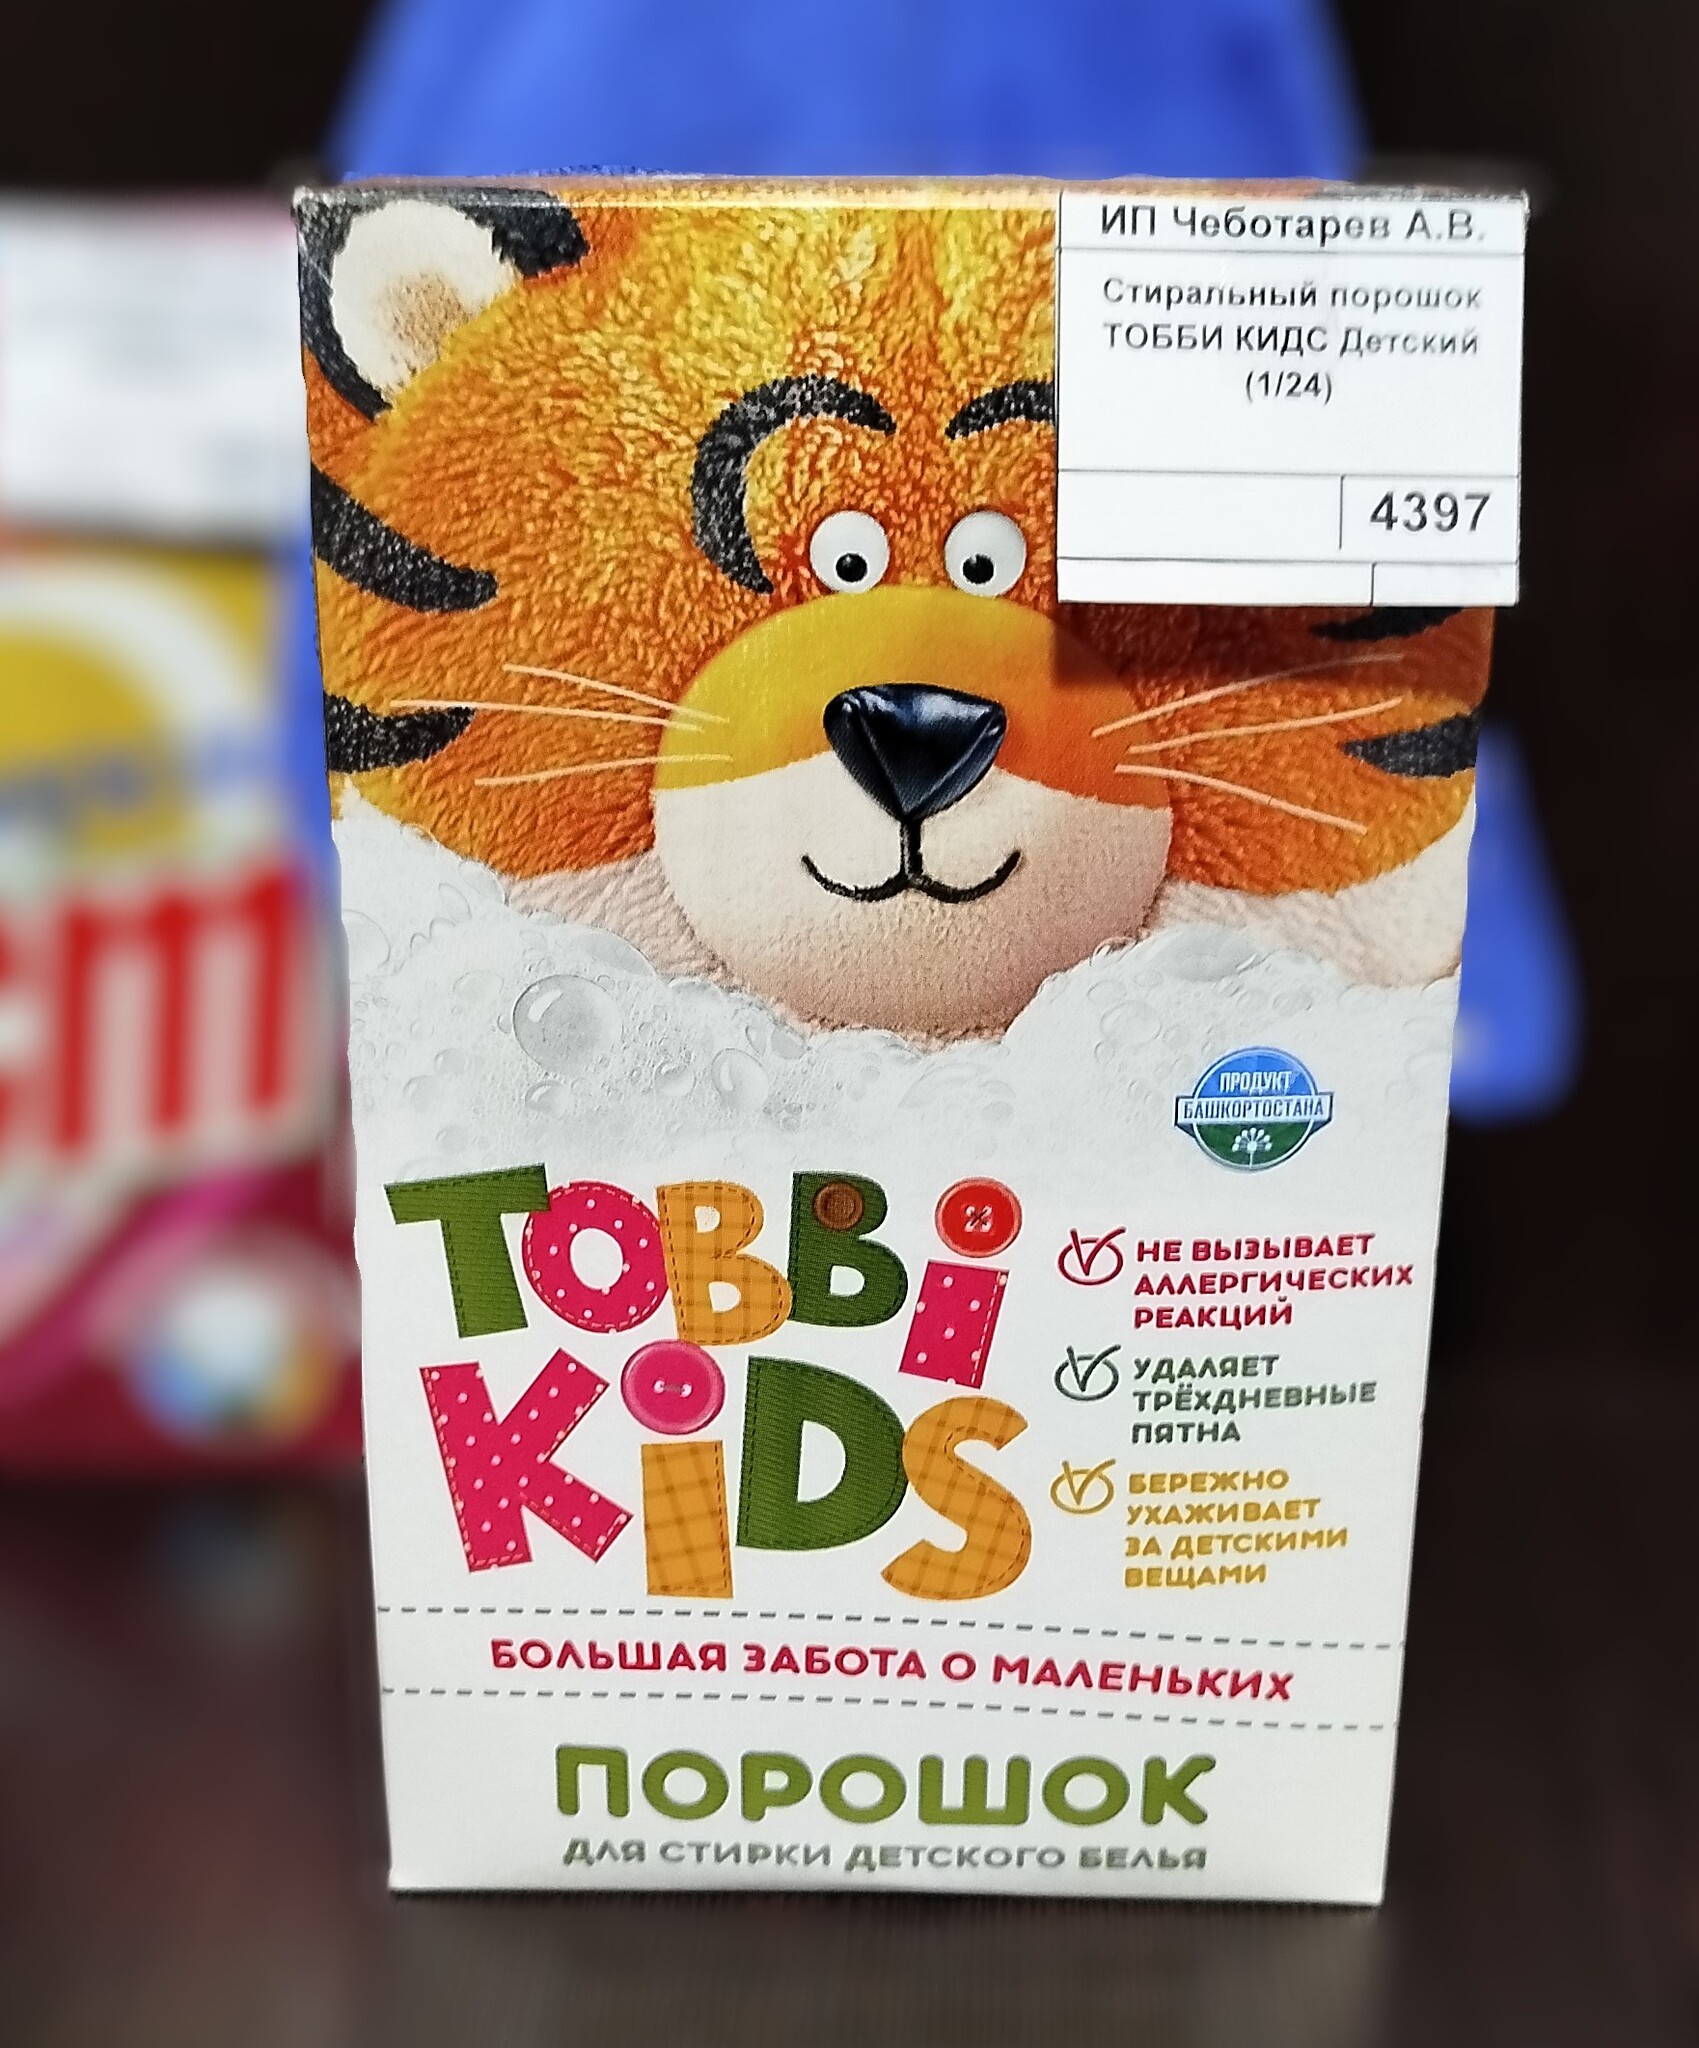 ИП Чеботарев А.В.
Стиральный порошок
ТОББИ КИДС Детский
(1/24)
4397
ПРОДУКТ
БАШКОРТОСТАНА
TOBBI
KIDS
НЕ ВЫЗЫВАЕТ
АЛЛЕРГИЧЕСКИХ
РЕАКЦИЙ
УДАЛЯЕТ
ТРЁХДНЕВНЫЕ
ПЯТНА
БЕРЕЖНО
УХАЖИВАЕТ
ЗА ДЕТСКИМИ
ВЕЩАМИ
БОЛЬШАЯ ЗАБОТА О МАЛЕНЬКИХ
ПОРОШОК
ДЛЯ СТИРКИ ДЕТСКОГО БЕЛЬЯ